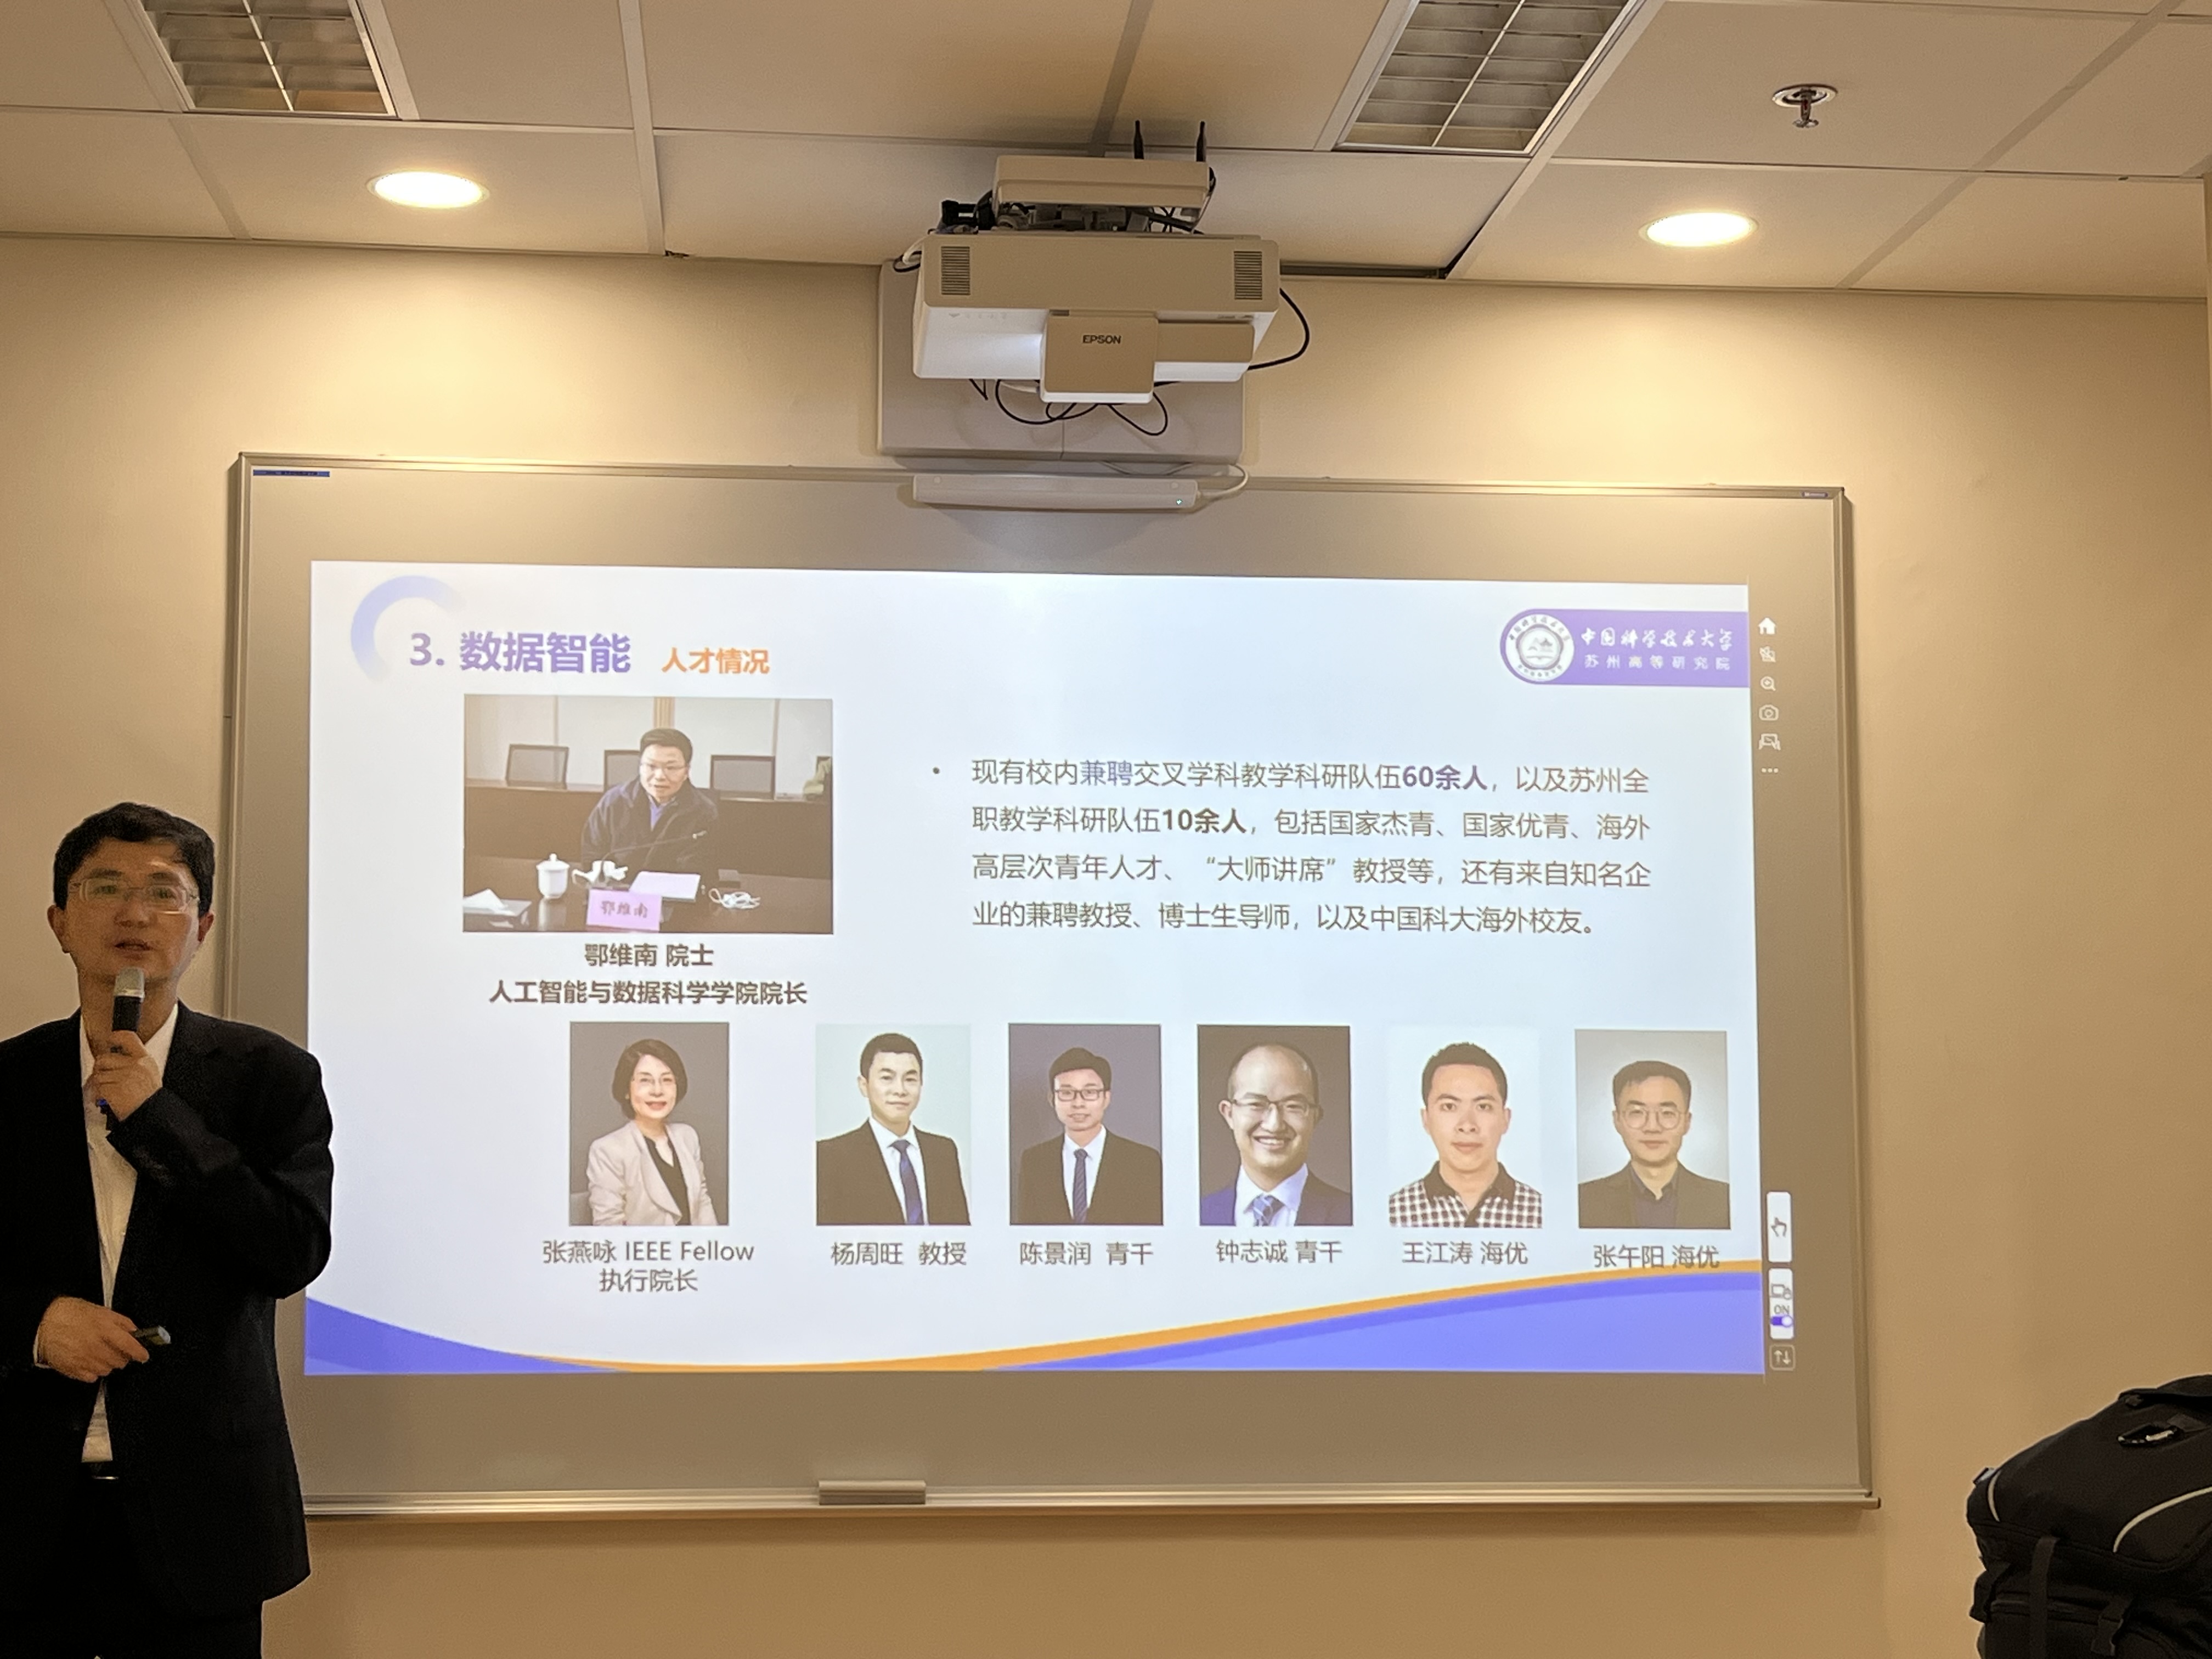 EPSON
3. 数据智能 人才情况
中国科学技术大学
苏州高等研究院
鄂维南
鄂维南 院士
人工智能与数据科学学院院长
• 现有校内兼聘交叉学科教学科研队伍60余人，以及苏州全
职教学科研队伍10余人，包括国家杰青、国家优青、海外
高层次青年人才、“大师讲席”教授等，还有来自知名企
业的兼聘教授、博士生导师，以及中国科大海外校友。
张燕咏 IEEE Fellow
执行院长
杨周旺 教授
陈景润 青千
钟志诚 青千
王江涛 海优
张午阳 海优
ON